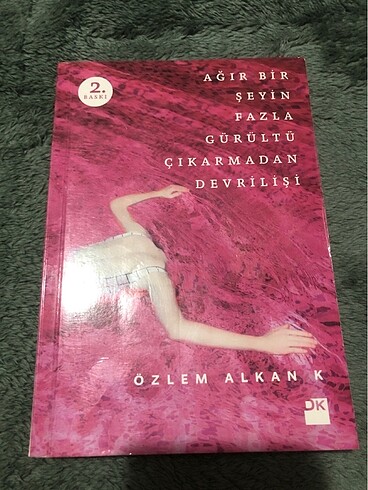 2.
BASKI
AĞIR BİR
ŞEYİN
FAZLA
GÜRÜLTÜ
ÇIKARMADAN
DEVRİLİŞİ
ÖZLEM ALKAN K
DK